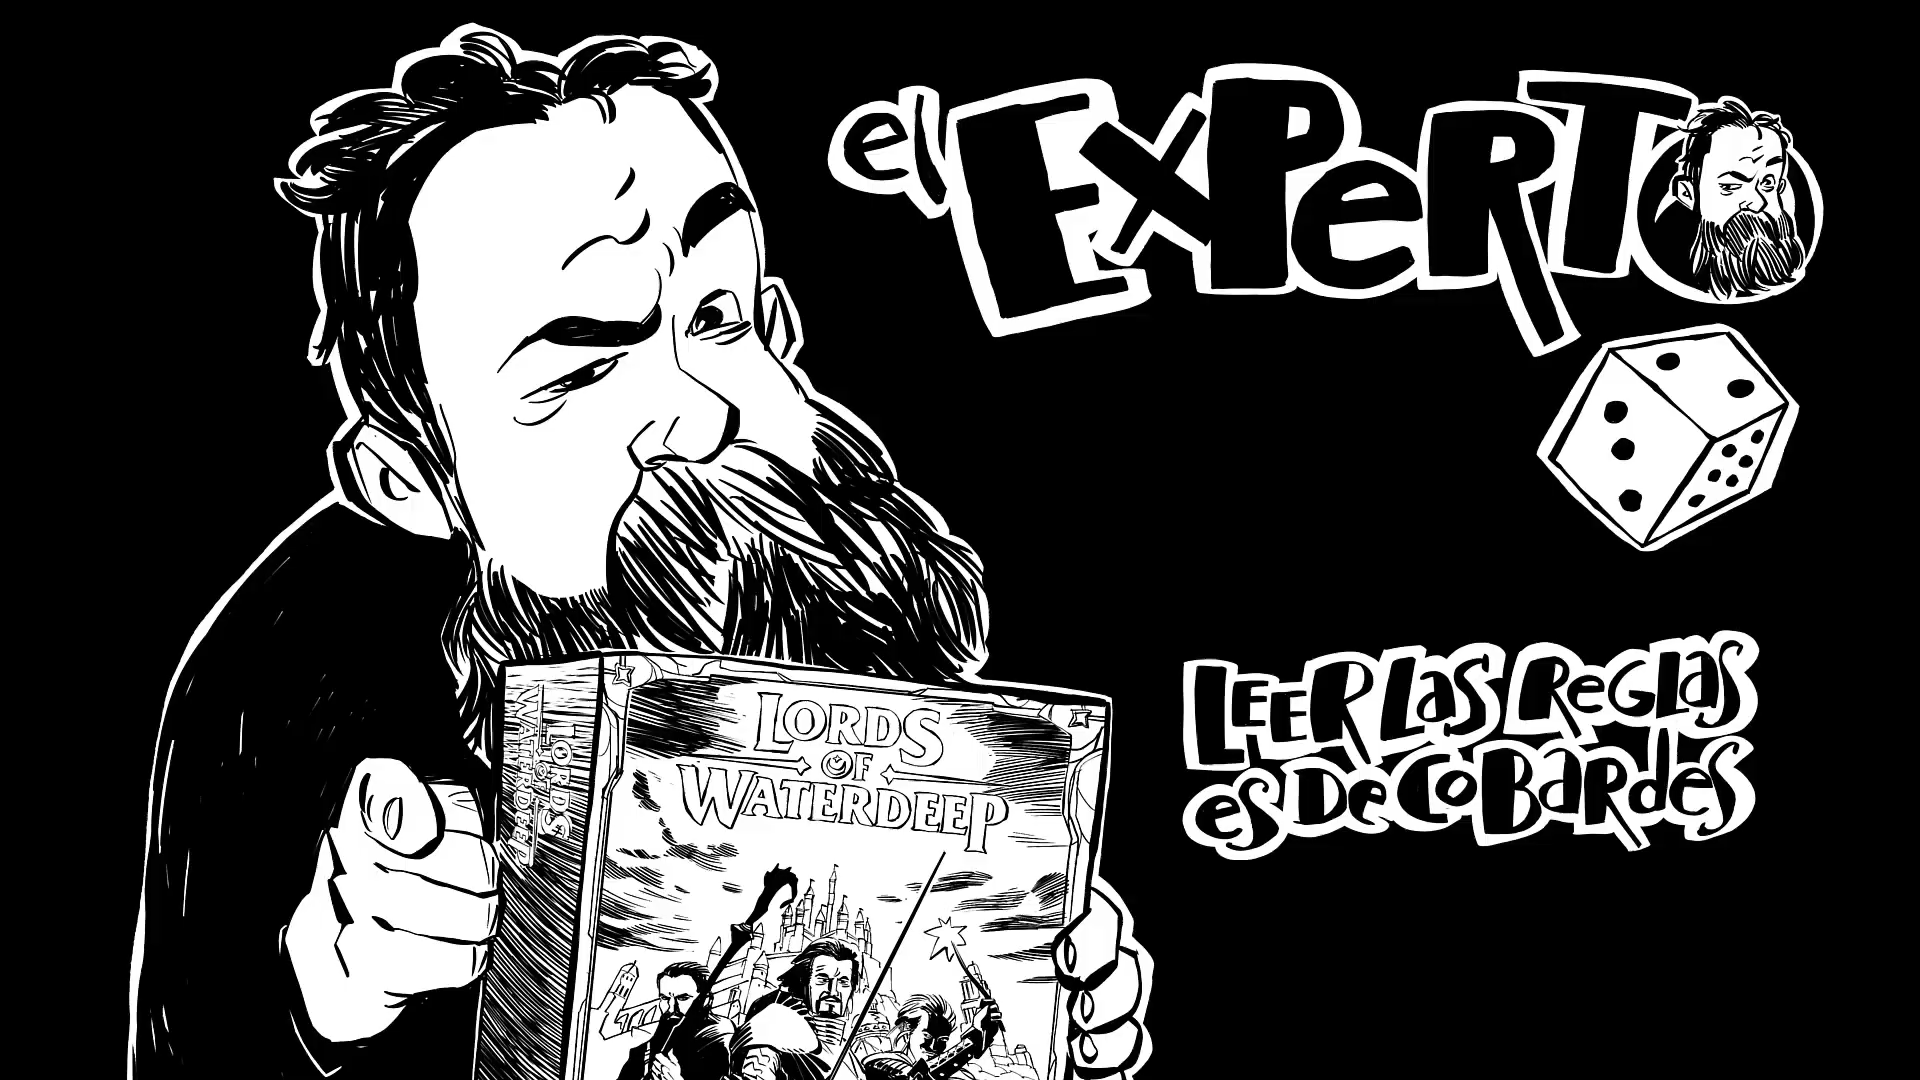 el EXPeRTO
LEER Las ReGLas
es De CoBaRdes
LORDS
OF
WATERDEEP
LORDS
OF
WATERDEEP